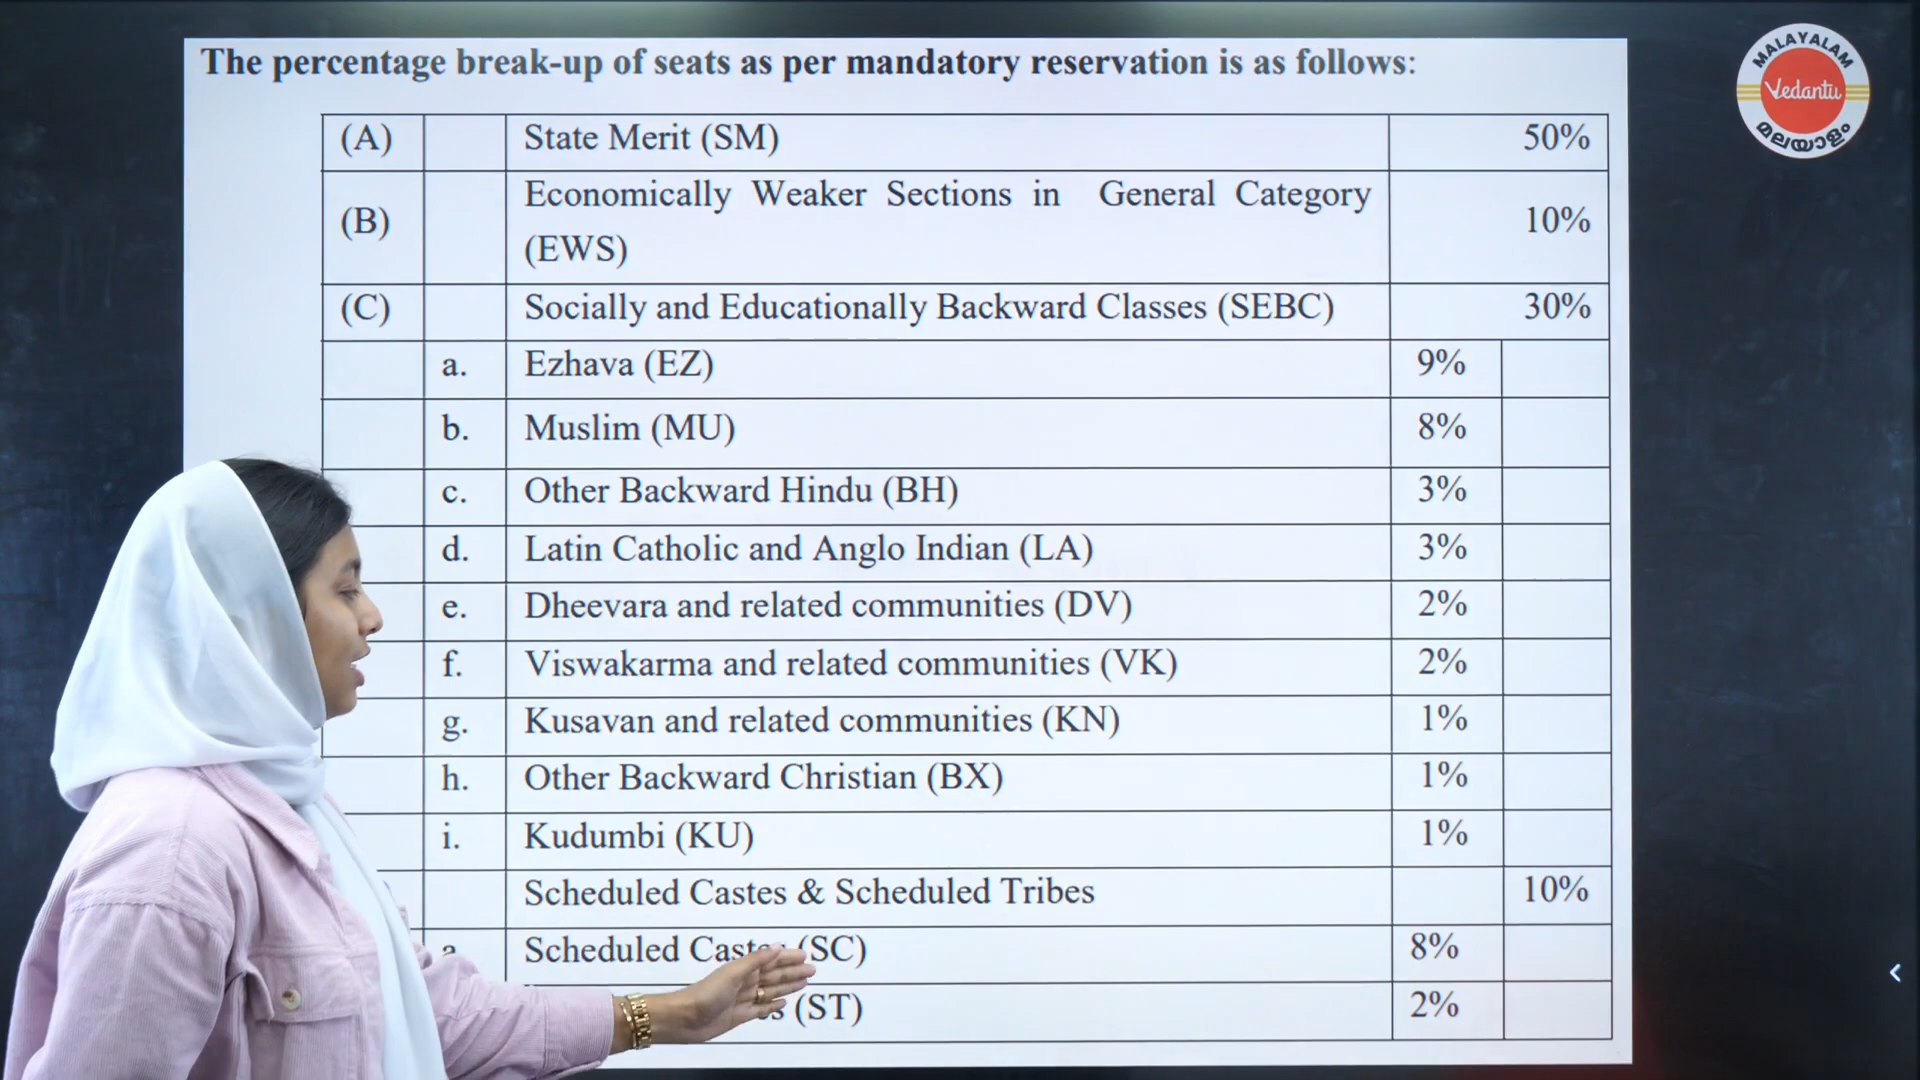 The percentage break-up of seats as per mandatory reservation is as follows:
(A) State Merit (SM) 50%
(B) Economically Weaker Sections in General Category (EWS) 10%
(C) Socially and Educationally Backward Classes (SEBC) 30%
a. Ezhava (EZ) 9%
b. Muslim (MU) 8%
c. Other Backward Hindu (BH) 3%
d. Latin Catholic and Anglo Indian (LA) 3%
e. Dheevara and related communities (DV) 2%
f. Viswakarma and related communities (VK) 2%
g. Kusavan and related communities (KN) 1%
h. Other Backward Christian (BX) 1%
i. Kudumbi (KU) 1%
Scheduled Castes & Scheduled Tribes 10%
Scheduled (SC) 8%
(ST) 2%
MALAYALAM
Vedantu
മലയാളം